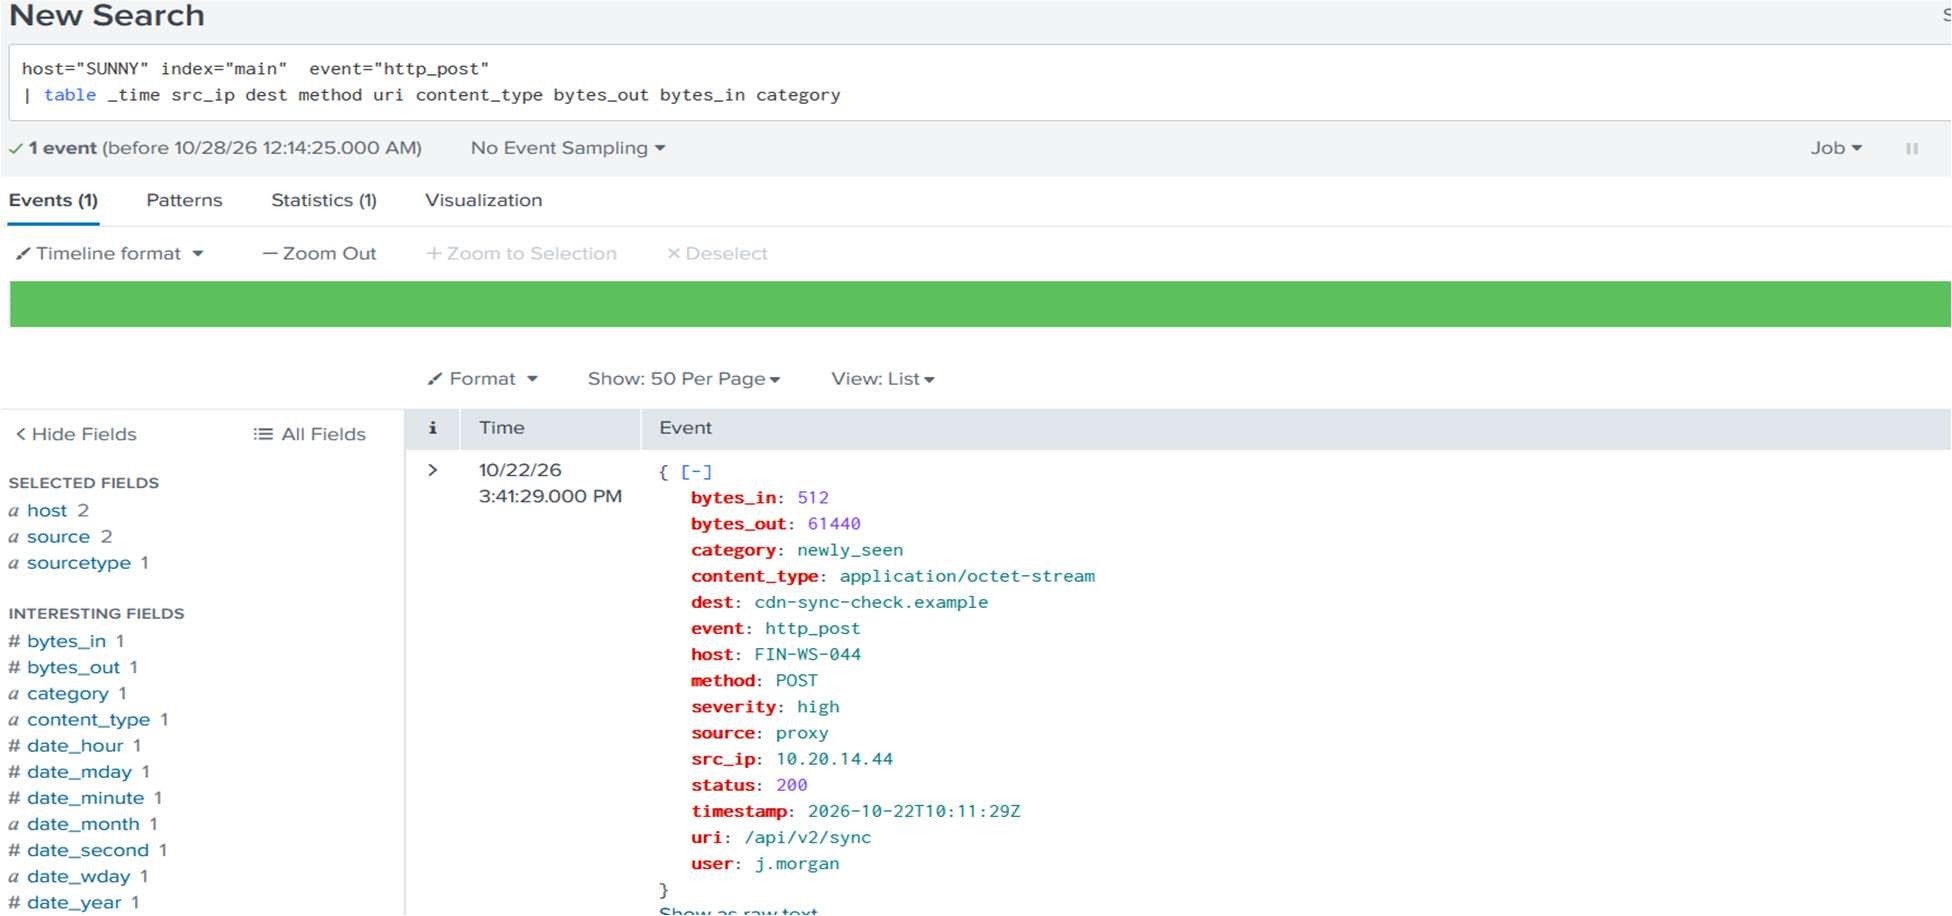 New Search
host="SUNNY" index="main"  event="http_post"
| table _time src_ip dest method uri content_type bytes_out bytes_in category
1 event (before 10/28/26 12:14:25.000 AM) No Event Sampling Job
Events (1) Patterns Statistics (1) Visualization
Timeline format — Zoom Out + Zoom to Selection × Deselect
Format Show: 50 Per Page View: List
< Hide Fields All Fields
i Time Event
SELECTED FIELDS
a host 2
a source 2
a sourcetype 1
INTERESTING FIELDS
# bytes_in 1
# bytes_out 1
a category 1
a content_type 1
# date_hour 1
# date_mday 1
# date_minute 1
a date_month 1
# date_second 1
a date_wday 1
# date_year 1
> 10/22/26
3:41:29.000 PM
{ [-]
bytes_in: 512
bytes_out: 61440
category: newly_seen
content_type: application/octet-stream
dest: cdn-sync-check.example
event: http_post
host: FIN-WS-044
method: POST
severity: high
source: proxy
src_ip: 10.20.14.44
status: 200
timestamp: 2026-10-22T10:11:29Z
uri: /api/v2/sync
user: j.morgan
}
Show as raw text